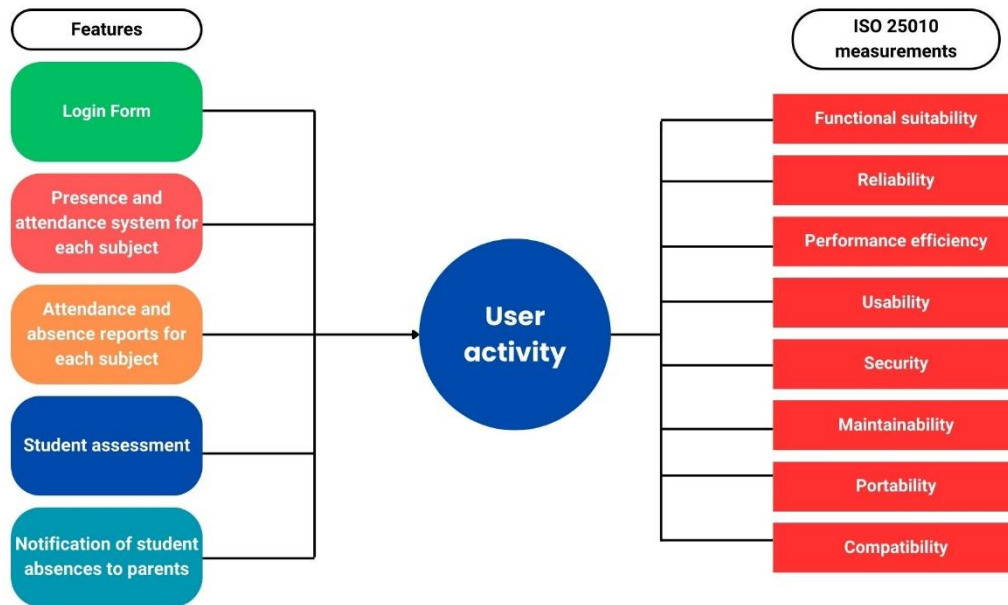 Features
Login Form
Presence and
attendance system for
each subject
Attendance and
absence reports for
each subject
Student assessment
Notification of student
absences to parents
User
activity
ISO 25010
measurements
Functional suitability
Reliability
Performance efficiency
Usability
Security
Maintainability
Portability
Compatibility